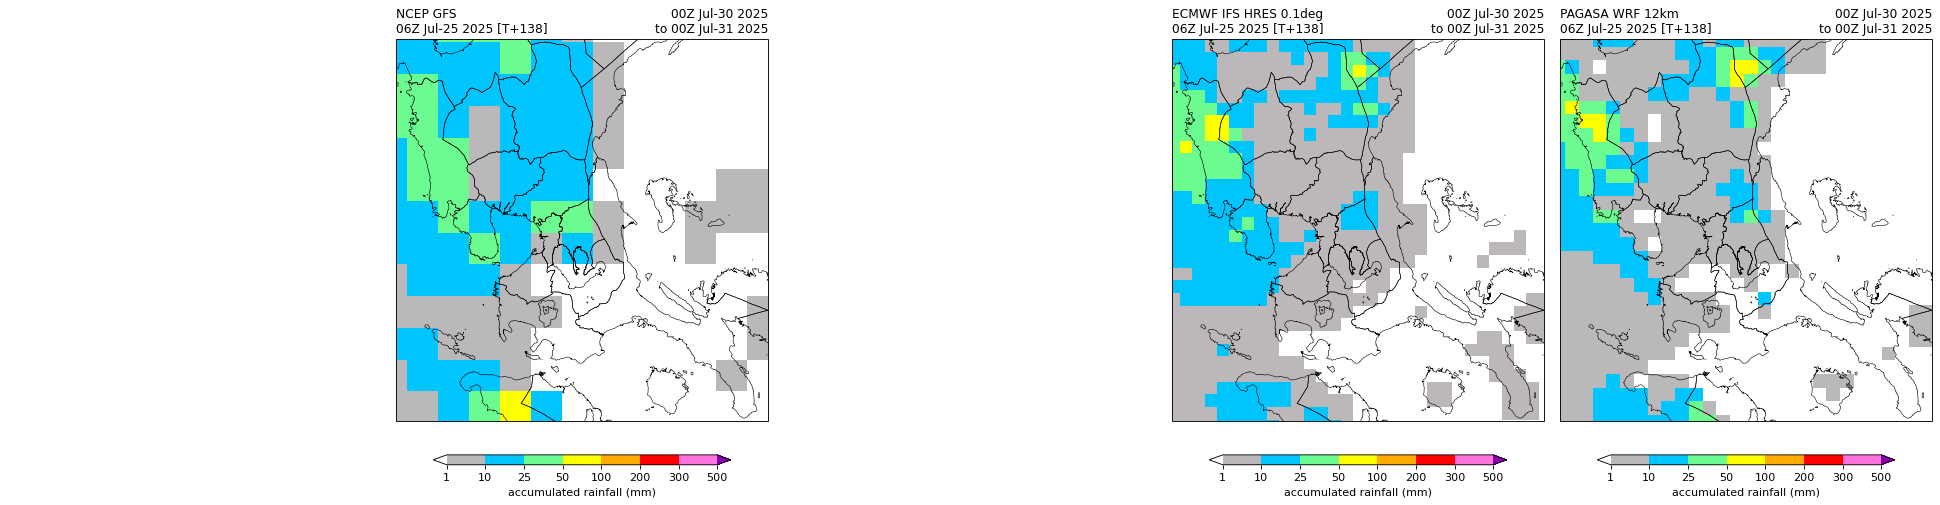 NCEP GFS 00Z Jul-30 2025
06Z Jul-25 2025 [T+138] to 00Z Jul-31 2025
1 10 25 50 100 200 300 500
accumulated rainfall (mm)
ECMWF IFS HRES 0.1deg 00Z Jul-30 2025
06Z Jul-25 2025 [T+138] to 00Z Jul-31 2025
1 10 25 50 100 200 300 500
accumulated rainfall (mm)
PAGASA WRF 12km 00Z Jul-30 2025
06Z Jul-25 2025 [T+138] to 00Z Jul-31 2025
1 10 25 50 100 200 300 500
accumulated rainfall (mm)